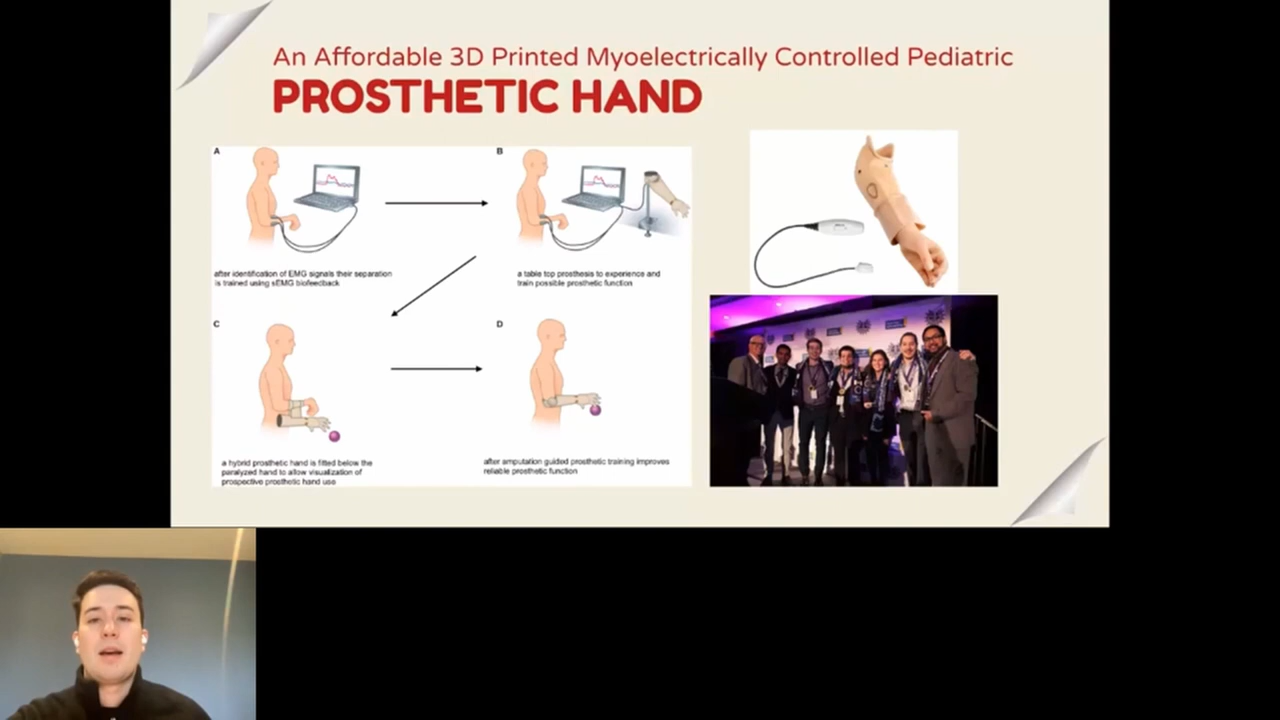 An Affordable 3D Printed Myoelectrically Controlled Pediatric
PROSTHETIC HAND
A
B
after identification of EMG signals their separation
is trained using sEMG biofeedback
a table top prosthesis to experience and
train possible prosthetic function
C
D
a hybrid prosthetic hand is fitted below the
paralyzed hand to allow visualization of
prospective prosthetic hand use
after amputation guided prosthetic training improves
reliable prosthetic function